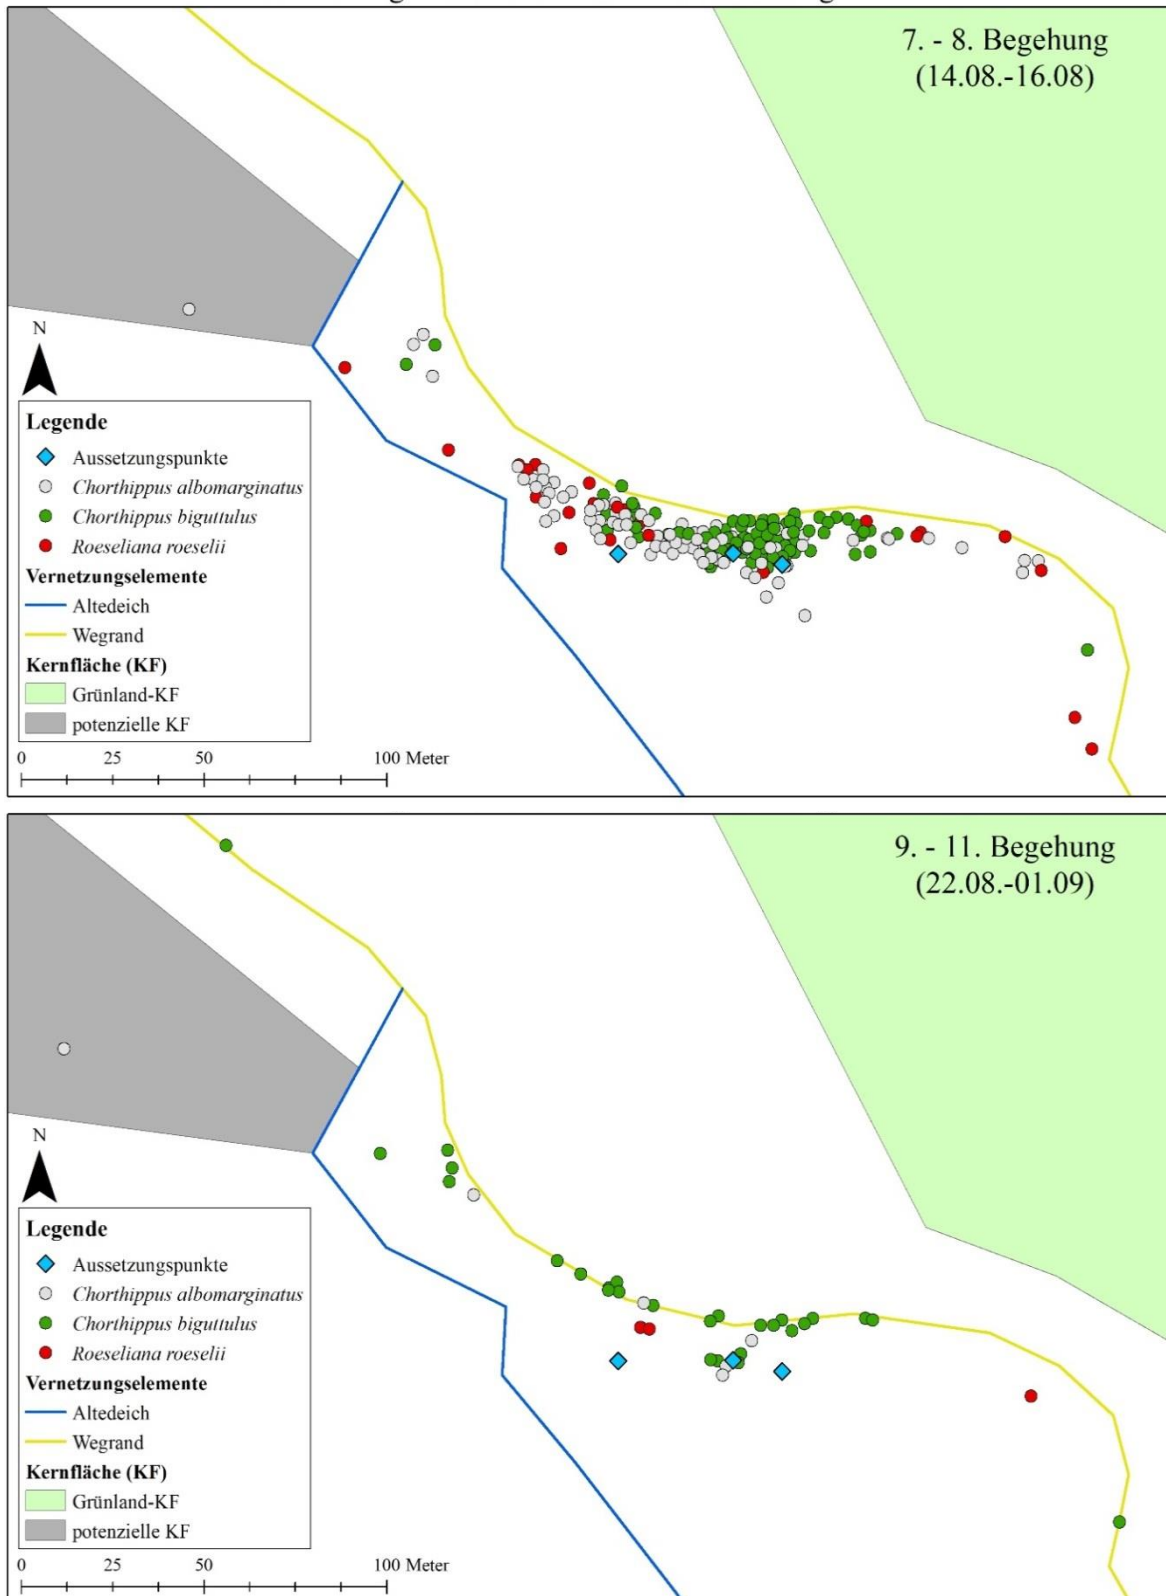 7. - 8. Begehung
(14.08.-16.08)
N
Legende
Aussetzungspunkte
Chorthippus albomarginatus
Chorthippus biguttulus
Roeseliana roeselii
Vernetzungselemente
Altedeich
Wegrand
Kernfläche (KF)
Grünland-KF
potenzielle KF
0 25 50 100 Meter
9. - 11. Begehung
(22.08.-01.09)
N
Legende
Aussetzungspunkte
Chorthippus albomarginatus
Chorthippus biguttulus
Roeseliana roeselii
Vernetzungselemente
Altedeich
Wegrand
Kernfläche (KF)
Grünland-KF
potenzielle KF
0 25 50 100 Meter